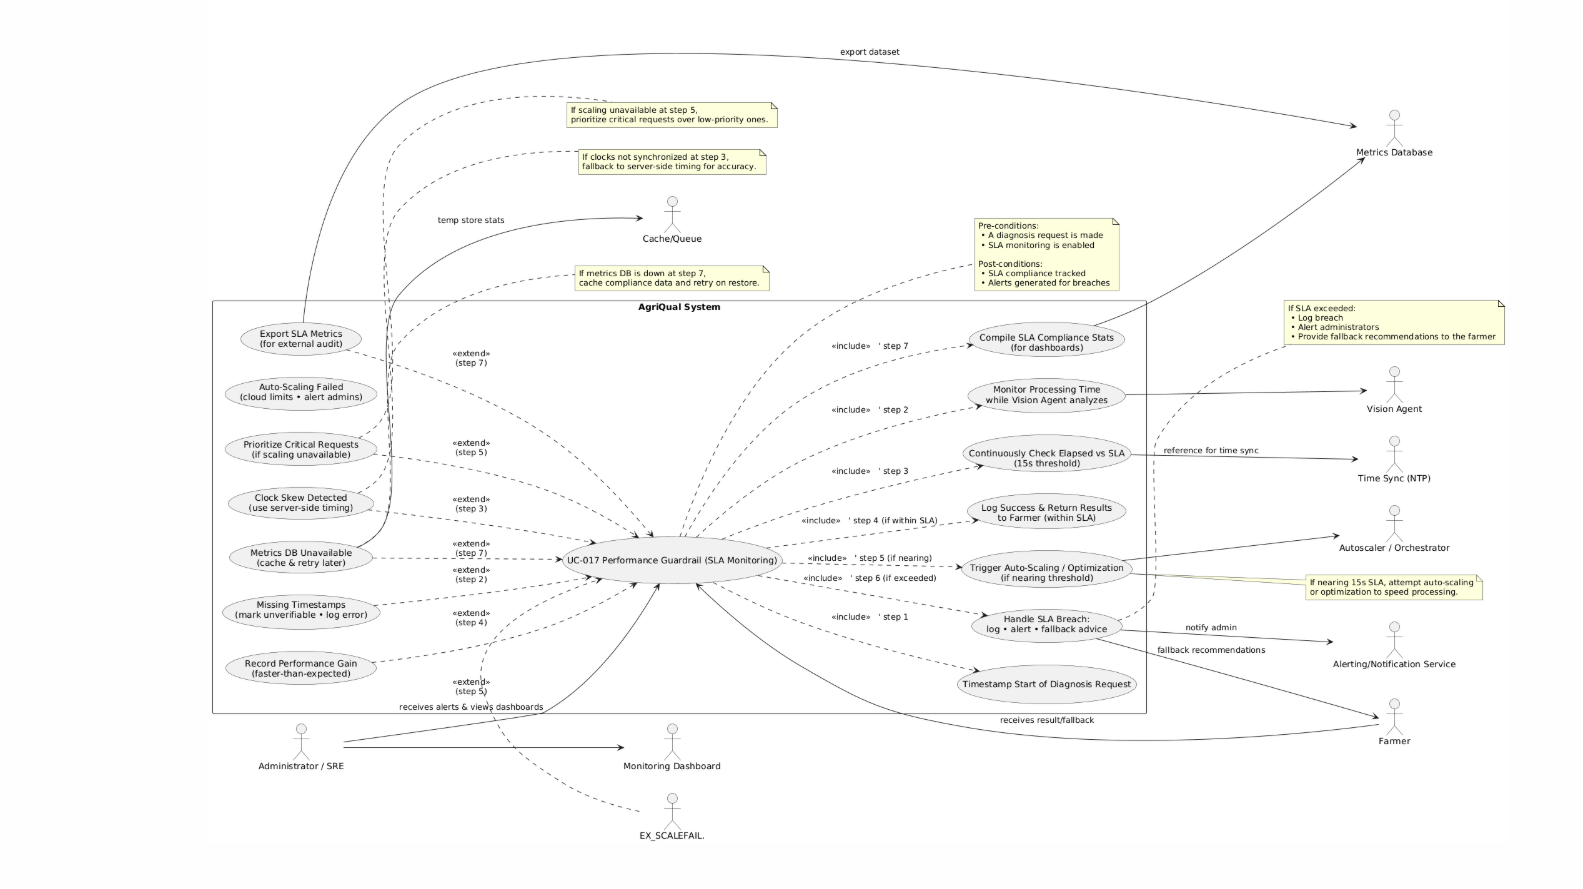 export dataset
If scaling unavailable at step 5,
prioritize critical requests over low-priority ones.
Metrics Database
If clocks not synchronized at step 3,
fallback to server-side timing for accuracy.
temp store stats
Cache/Queue
Pre-conditions:
• A diagnosis request is made
• SLA monitoring is enabled
Post-conditions:
• SLA compliance tracked
• Alerts generated for breaches
If metrics DB is down at step 7,
cache compliance data and retry on restore.
AgriQual System
If SLA exceeded:
• Log breach
• Alert administrators
• Provide fallback recommendations to the farmer
Export SLA Metrics
(for external audit)
«extend»
(step 7)
«include» ' step 7
Compile SLA Compliance Stats
(for dashboards)
Auto-Scaling Failed
(cloud limits • alert admins)
«include» ' step 2
Monitor Processing Time
while Vision Agent analyzes
Vision Agent
Prioritize Critical Requests
(if scaling unavailable)
«extend»
(step 5)
«include» ' step 3
Continuously Check Elapsed vs SLA
(15s threshold)
reference for time sync
Time Sync (NTP)
Clock Skew Detected
(use server-side timing)
«extend»
(step 3)
«include» ' step 4 (if within SLA)
Log Success & Return Results
to Farmer (within SLA)
Autoscaler / Orchestrator
Metrics DB Unavailable
(cache & retry later)
«extend»
(step 7)
UC-017 Performance Guardrail (SLA Monitoring)
«include» ' step 5 (if nearing)
Trigger Auto-Scaling / Optimization
(if nearing threshold)
If nearing 15s SLA, attempt auto-scaling
or optimization to speed processing.
«extend»
(step 2)
«include» ' step 6 (if exceeded)
Missing Timestamps
(mark unverifiable • log error)
«extend»
(step 4)
«include» ' step 1
Handle SLA Breach:
log • alert • fallback advice
notify admin
fallback recommendations
Alerting/Notification Service
Record Performance Gain
(faster-than-expected)
«extend»
(step 5)
Timestamp Start of Diagnosis Request
receives alerts & views dashboards
receives result/fallback
Farmer
Administrator / SRE
Monitoring Dashboard
EX_SCALEFAIL.